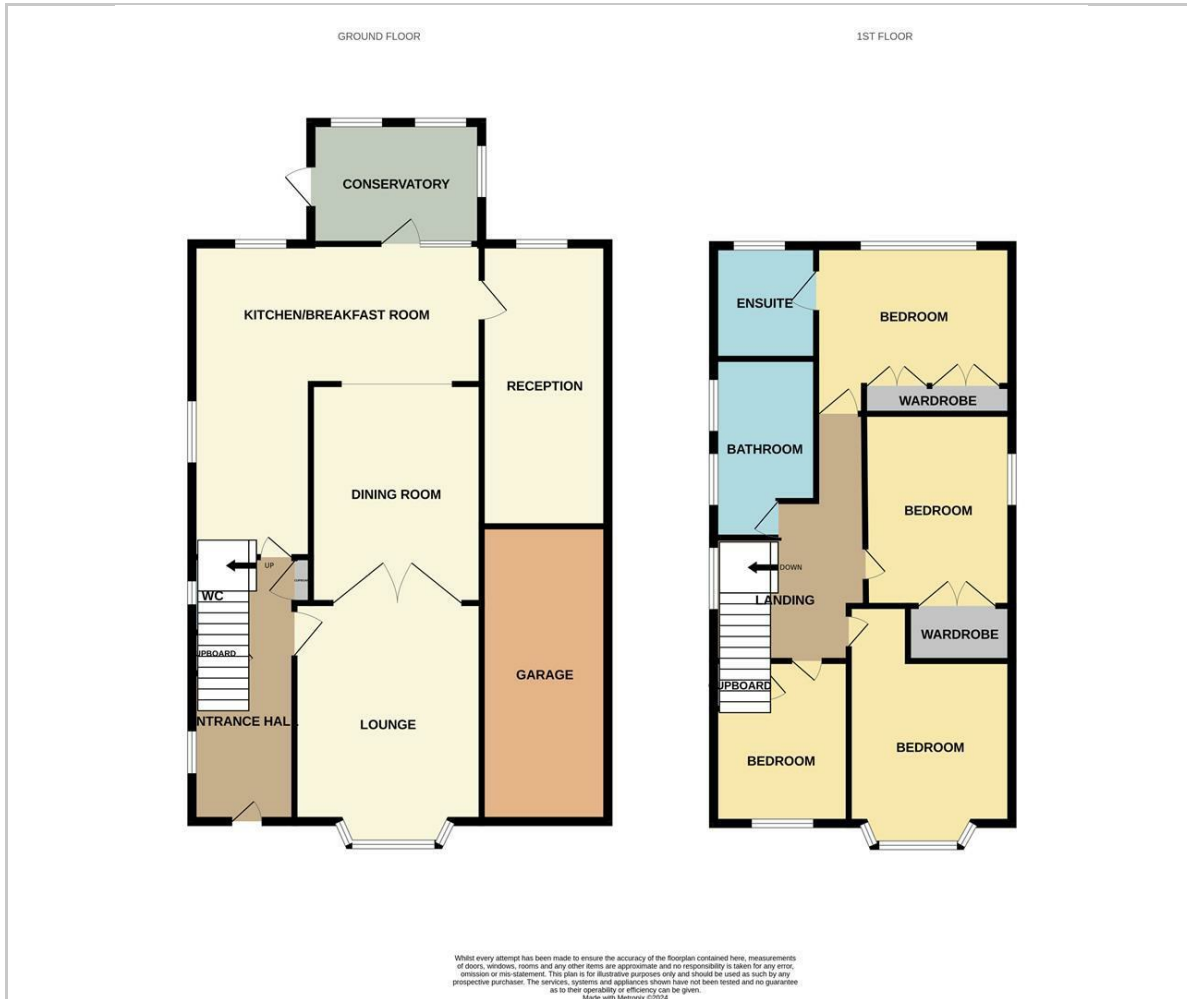 GROUND FLOOR
1ST FLOOR
CONSERVATORY
KITCHEN/BREAKFAST ROOM
RECEPTION
DINING ROOM
UP
WC
UPBOARD
NTRANCE HALL
LOUNGE
GARAGE
ENSUITE
BEDROOM
WARDROBE
BATHROOM
BEDROOM
DOWN
LANDING
WARDROBE
UPBOARD
BEDROOM
BEDROOM
Whilst every attempt has been made to ensure the accuracy of the floorplan contained here, measurements
of doors, windows, rooms and any other items are approximate and no responsibility is taken for any error,
omission or mis-statement. This plan is for illustrative purposes only and should be used as such by any
prospective purchaser. The services, systems and appliances shown have not been tested and no guarantee
as to their operability or efficiency can be given.
Made with Metropix ©2024